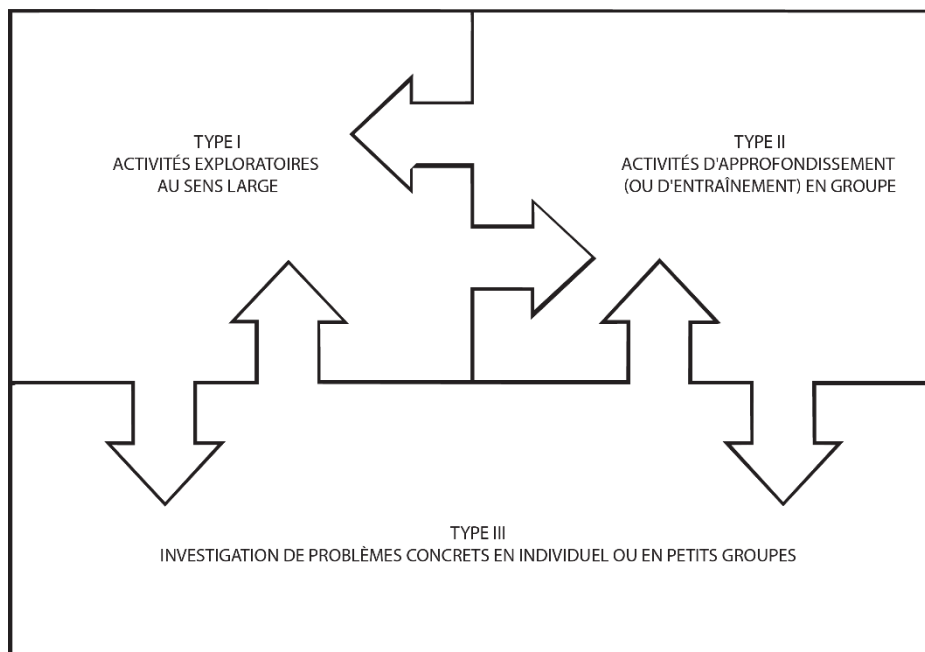 TYPE I
ACTIVITÉS EXPLORATOIRES
AU SENS LARGE
TYPE II
ACTIVITÉS D'APPROFONDISSEMENT
(OU D'ENTRAÎNEMENT) EN GROUPE
TYPE III
INVESTIGATION DE PROBLÈMES CONCRETS EN INDIVIDUEL OU EN PETITS GROUPES